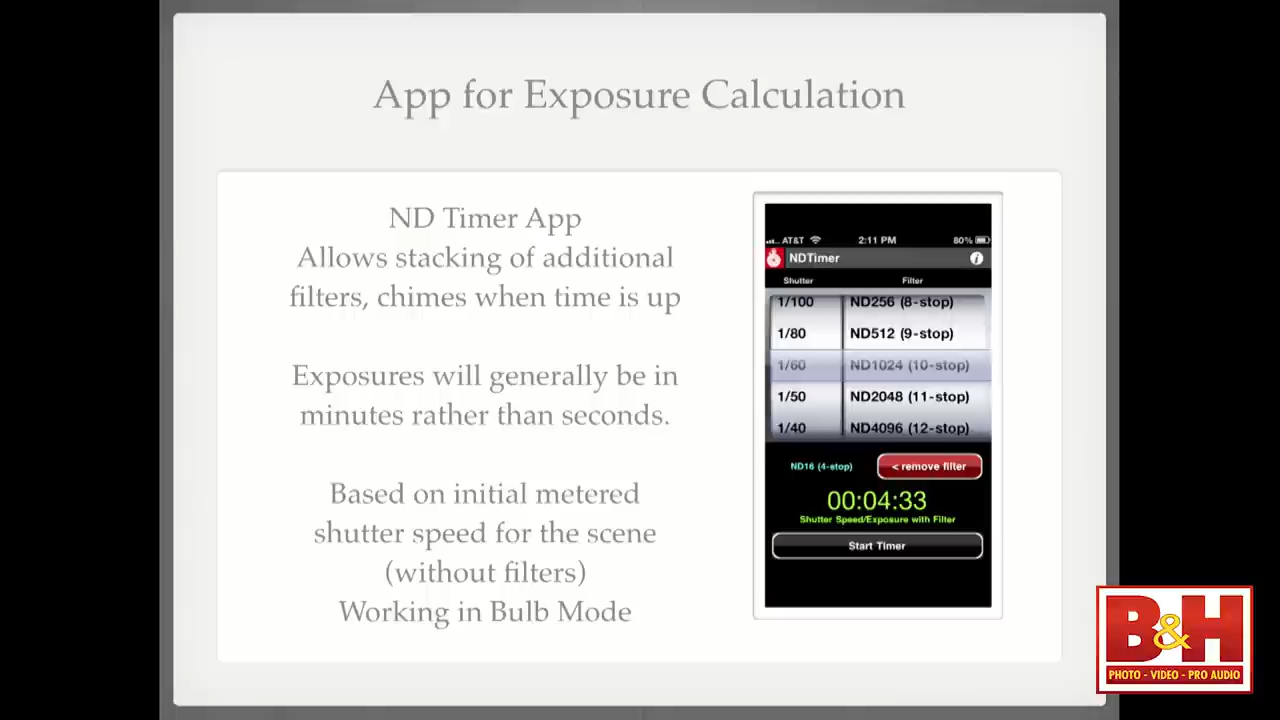 App for Exposure Calculation
ND Timer App
Allows stacking of additional
filters, chimes when time is up
Exposures will generally be in
minutes rather than seconds.
Based on initial metered
shutter speed for the scene
(without filters)
Working in Bulb Mode
AT&T 2:11 PM 80%
NDTimer i
Shutter Filter
1/100 ND256 (8-stop)
1/80 ND512 (9-stop)
1/60 ND1024 (10-stop)
1/50 ND2048 (11-stop)
1/40 ND4096 (12-stop)
ND16 (4-stop) < remove filter
00:04:33
Shutter Speed/Exposure with Filter
Start Timer
B&H
PHOTO - VIDEO - PRO AUDIO